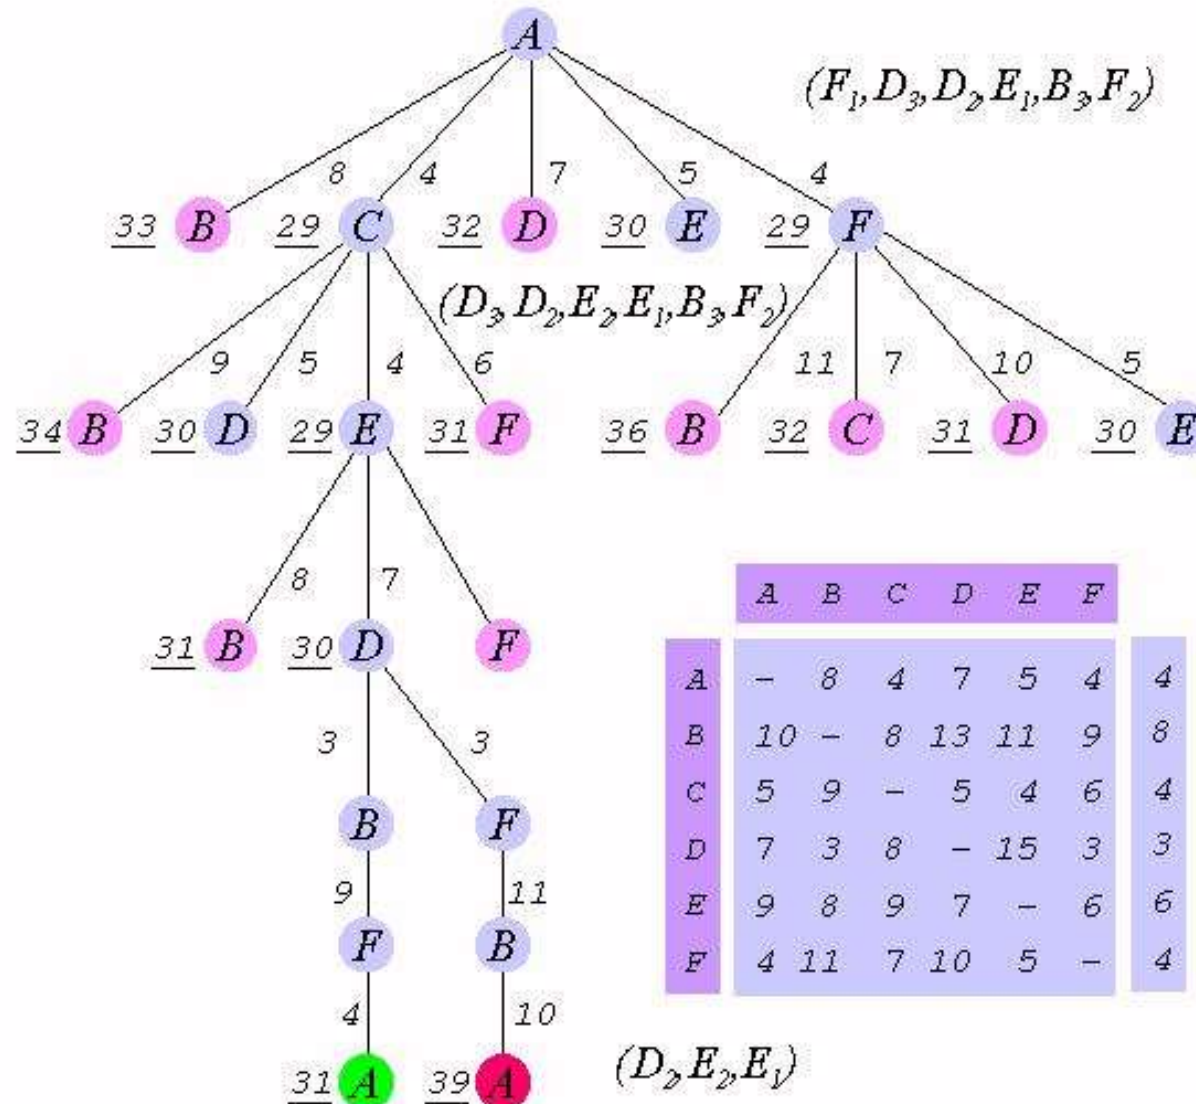 A
(F₁,D₃,D₂,E₁,B₃,F₂)
8 4 7 5 4
33 B 29 C 32 D 30 E 29 F
(D₃,D₂,E₂,E₁,B₃,F₂)
9 5 4 6 11 7 10 5
34 B 30 D 29 E 31 F 36 B 32 C 31 D 30 E
8 7
31 B 30 D F
3 3
B F
9 11
F B
4 10
31 A 39 A
A B C D E F
A – 8 4 7 5 4 4
B 10 – 8 13 11 9 8
C 5 9 – 5 4 6 4
D 7 3 8 – 15 3 3
E 9 8 9 7 – 6 6
F 4 11 7 10 5 – 4
(D₂,E₂,E₁)